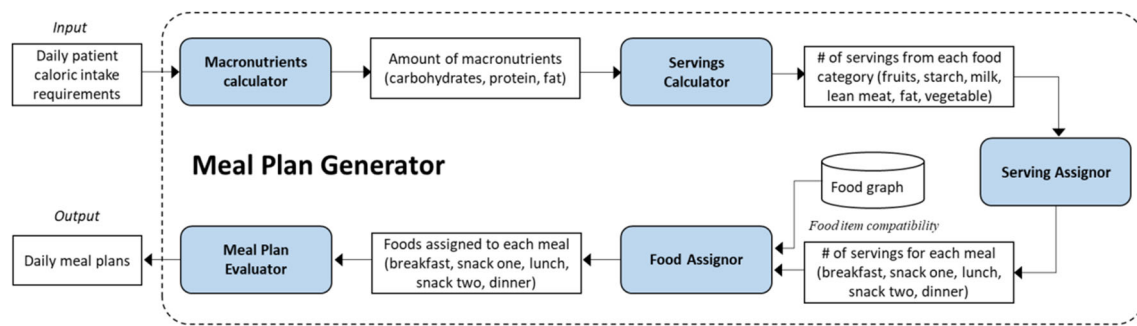 Input
Daily patient
caloric intake
requirements
Macronutrients
calculator
Amount of macronutrients
(carbohydrates, protein, fat)
Servings
Calculator
# of servings from each food
category (fruits, starch, milk,
lean meat, fat, vegetable)
Meal Plan Generator
Serving Assignor
Food graph
Food item compatibility
# of servings for each meal
(breakfast, snack one, lunch,
snack two, dinner)
Food Assignor
Foods assigned to each meal
(breakfast, snack one, lunch,
snack two, dinner)
Meal Plan
Evaluator
Output
Daily meal plans